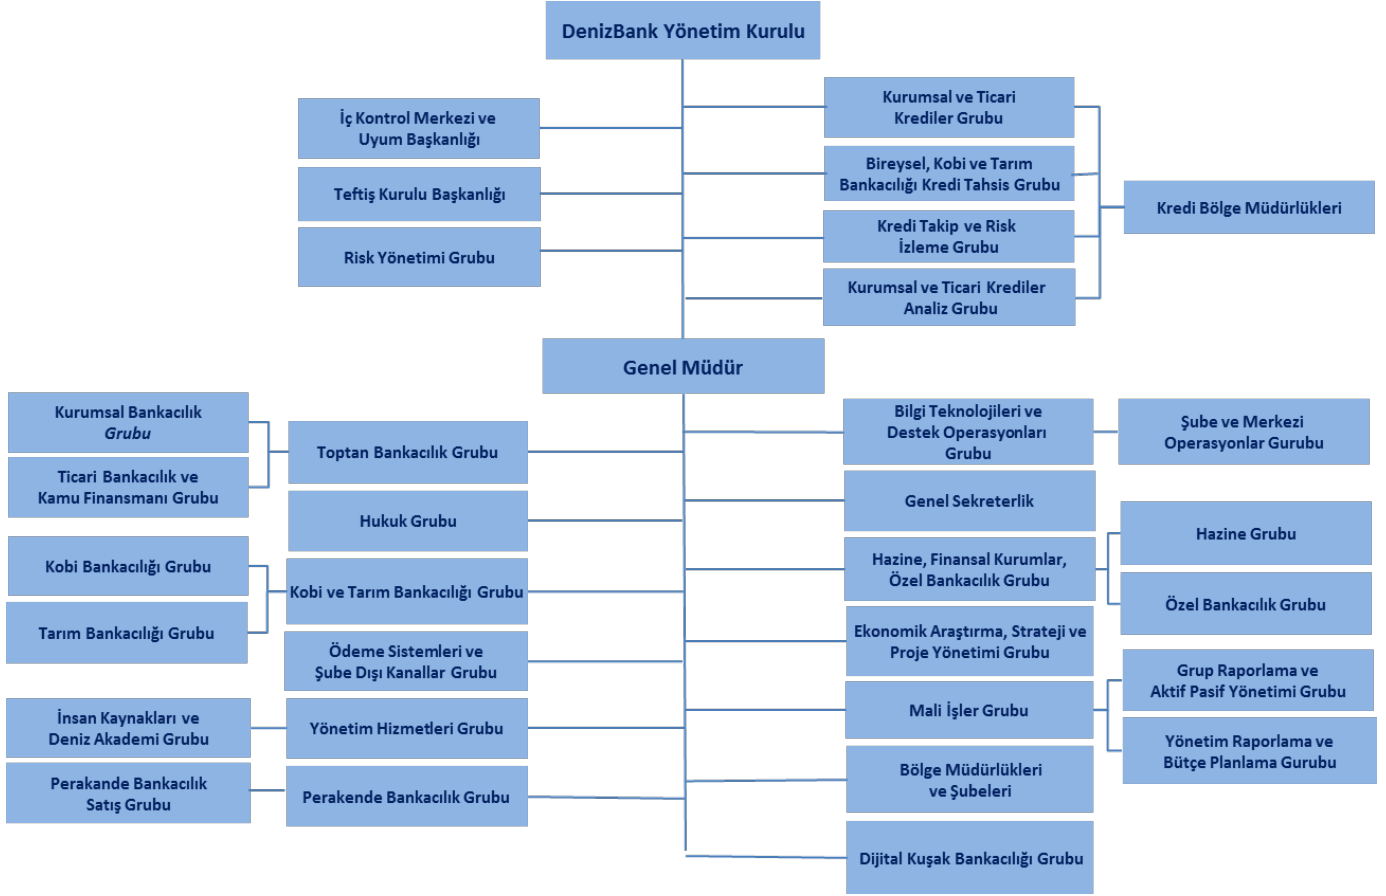 DenizBank Yönetim Kurulu
İç Kontrol Merkezi ve
Uyum Başkanlığı
Teftiş Kurulu Başkanlığı
Risk Yönetimi Grubu
Kurumsal ve Ticari
Krediler Grubu
Bireysel, Kobi ve Tarım
Bankacılığı Kredi Tahsis Grubu
Kredi Takip ve Risk
İzleme Grubu
Kurumsal ve Ticari Krediler
Analiz Grubu
Kredi Bölge Müdürlükleri
Genel Müdür
Kurumsal Bankacılık
Grubu
Ticari Bankacılık ve
Kamu Finansmanı Grubu
Toptan Bankacılık Grubu
Hukuk Grubu
Kobi Bankacılığı Grubu
Tarım Bankacılığı Grubu
Kobi ve Tarım Bankacılığı Grubu
Ödeme Sistemleri ve
Şube Dışı Kanallar Grubu
İnsan Kaynakları ve
Deniz Akademi Grubu
Yönetim Hizmetleri Grubu
Perakande Bankacılık
Satış Grubu
Perakende Bankacılık Grubu
Bilgi Teknolojileri ve
Destek Operasyonları
Grubu
Şube ve Merkezi
Operasyonlar Gurubu
Genel Sekreterlik
Hazine, Finansal Kurumlar,
Özel Bankacılık Grubu
Hazine Grubu
Özel Bankacılık Grubu
Ekonomik Araştırma, Strateji ve
Proje Yönetimi Grubu
Mali İşler Grubu
Grup Raporlama ve
Aktif Pasif Yönetimi Grubu
Yönetim Raporlama ve
Bütçe Planlama Gurubu
Bölge Müdürlükleri
ve Şubeleri
Dijital Kuşak Bankacılığı Grubu